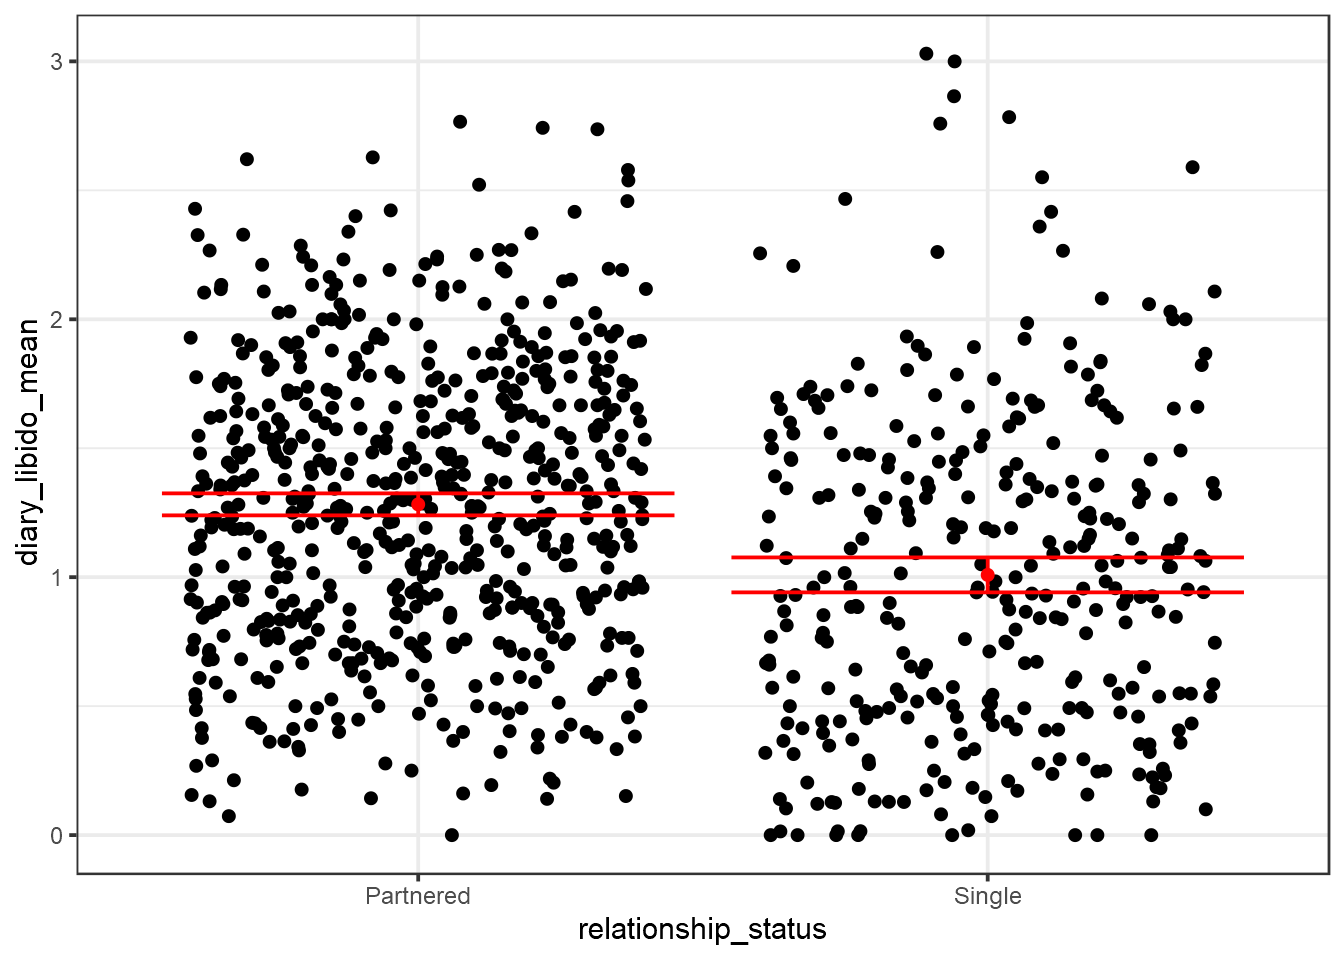 3
2
1
0
diary_libido_mean
Partnered
Single
relationship_status